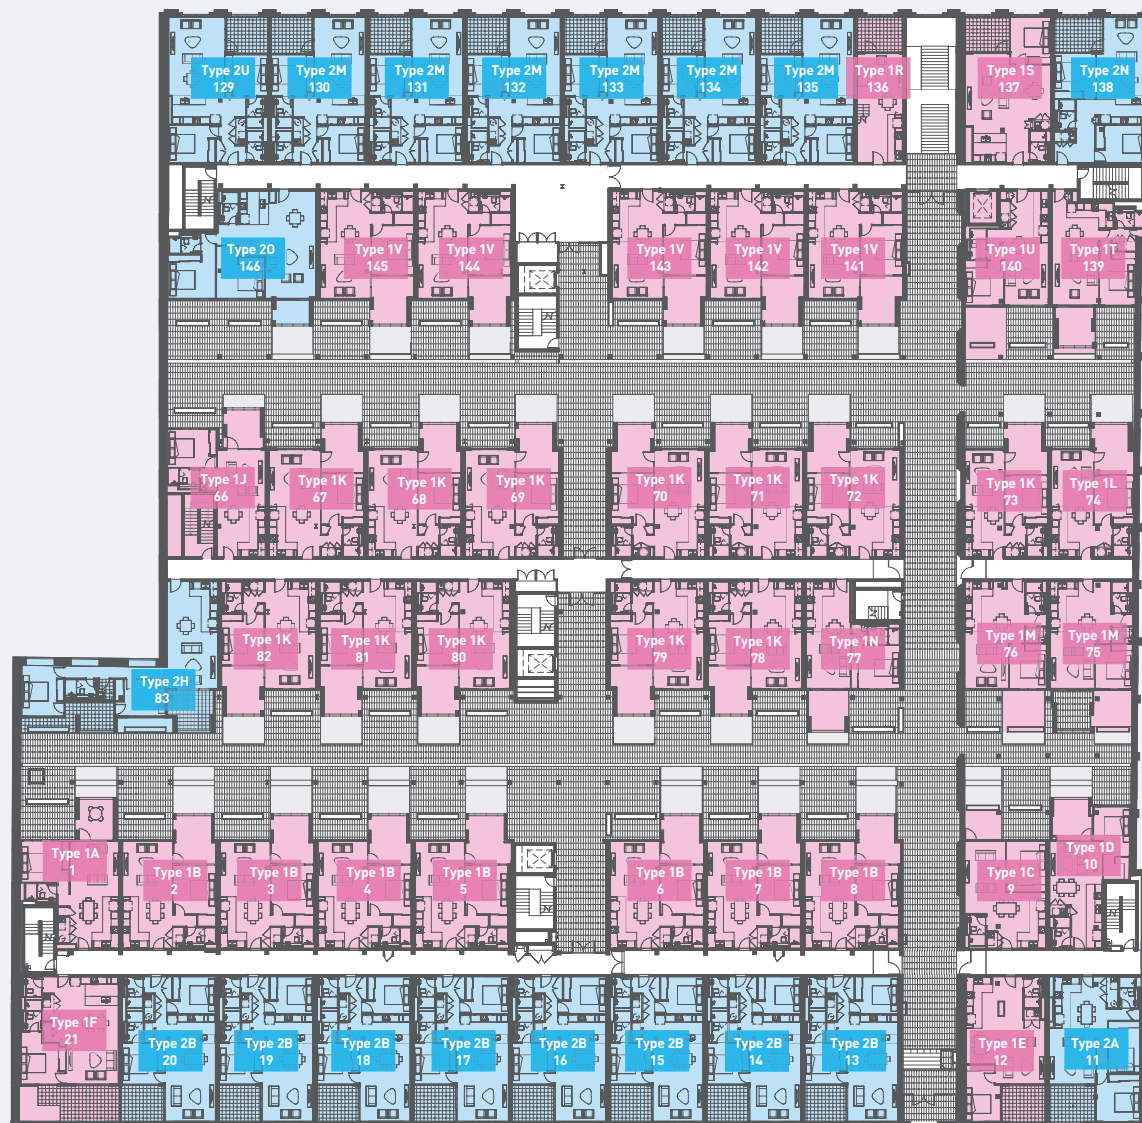 Type 2U
129
Type 2M
130
Type 2M
131
Type 2M
132
Type 2M
133
Type 2M
134
Type 2M
135
Type 1R
136
Type 1S
137
Type 2N
138
Type 2O
146
Type 1V
145
Type 1V
144
Type 1V
143
Type 1V
142
Type 1V
141
Type 1U
140
Type 1T
139
Type 1J
66
Type 1K
67
Type 1K
68
Type 1K
69
Type 1K
70
Type 1K
71
Type 1K
72
Type 1K
73
Type 1L
74
Type 2H
83
Type 1K
82
Type 1K
81
Type 1K
80
Type 1K
79
Type 1K
78
Type 1N
77
Type 1M
76
Type 1M
75
Type 1A
1
Type 1B
2
Type 1B
3
Type 1B
4
Type 1B
5
Type 1B
6
Type 1B
7
Type 1B
8
Type 1C
9
Type 1D
10
Type 1F
21
Type 2B
20
Type 2B
19
Type 2B
18
Type 2B
17
Type 2B
16
Type 2B
15
Type 2B
14
Type 2B
13
Type 1E
12
Type 2A
11